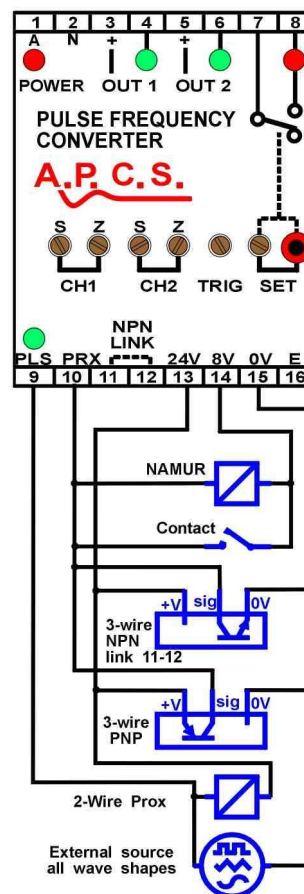 1 2 3 4 5 6 7 8
A N + +
POWER OUT 1 OUT 2
PULSE FREQUENCY
CONVERTER
A.P.C.S.
S Z S Z
CH1 CH2 TRIG SET
NPN
LINK
PLS PRX 24V 8V 0V E
9 10 11 12 13 14 15 16
NAMUR
Contact
+V sig 0V
3-wire
NPN
link 11-12
+V sig 0V
3-wire
PNP
2-Wire Prox
External source
all wave shapes